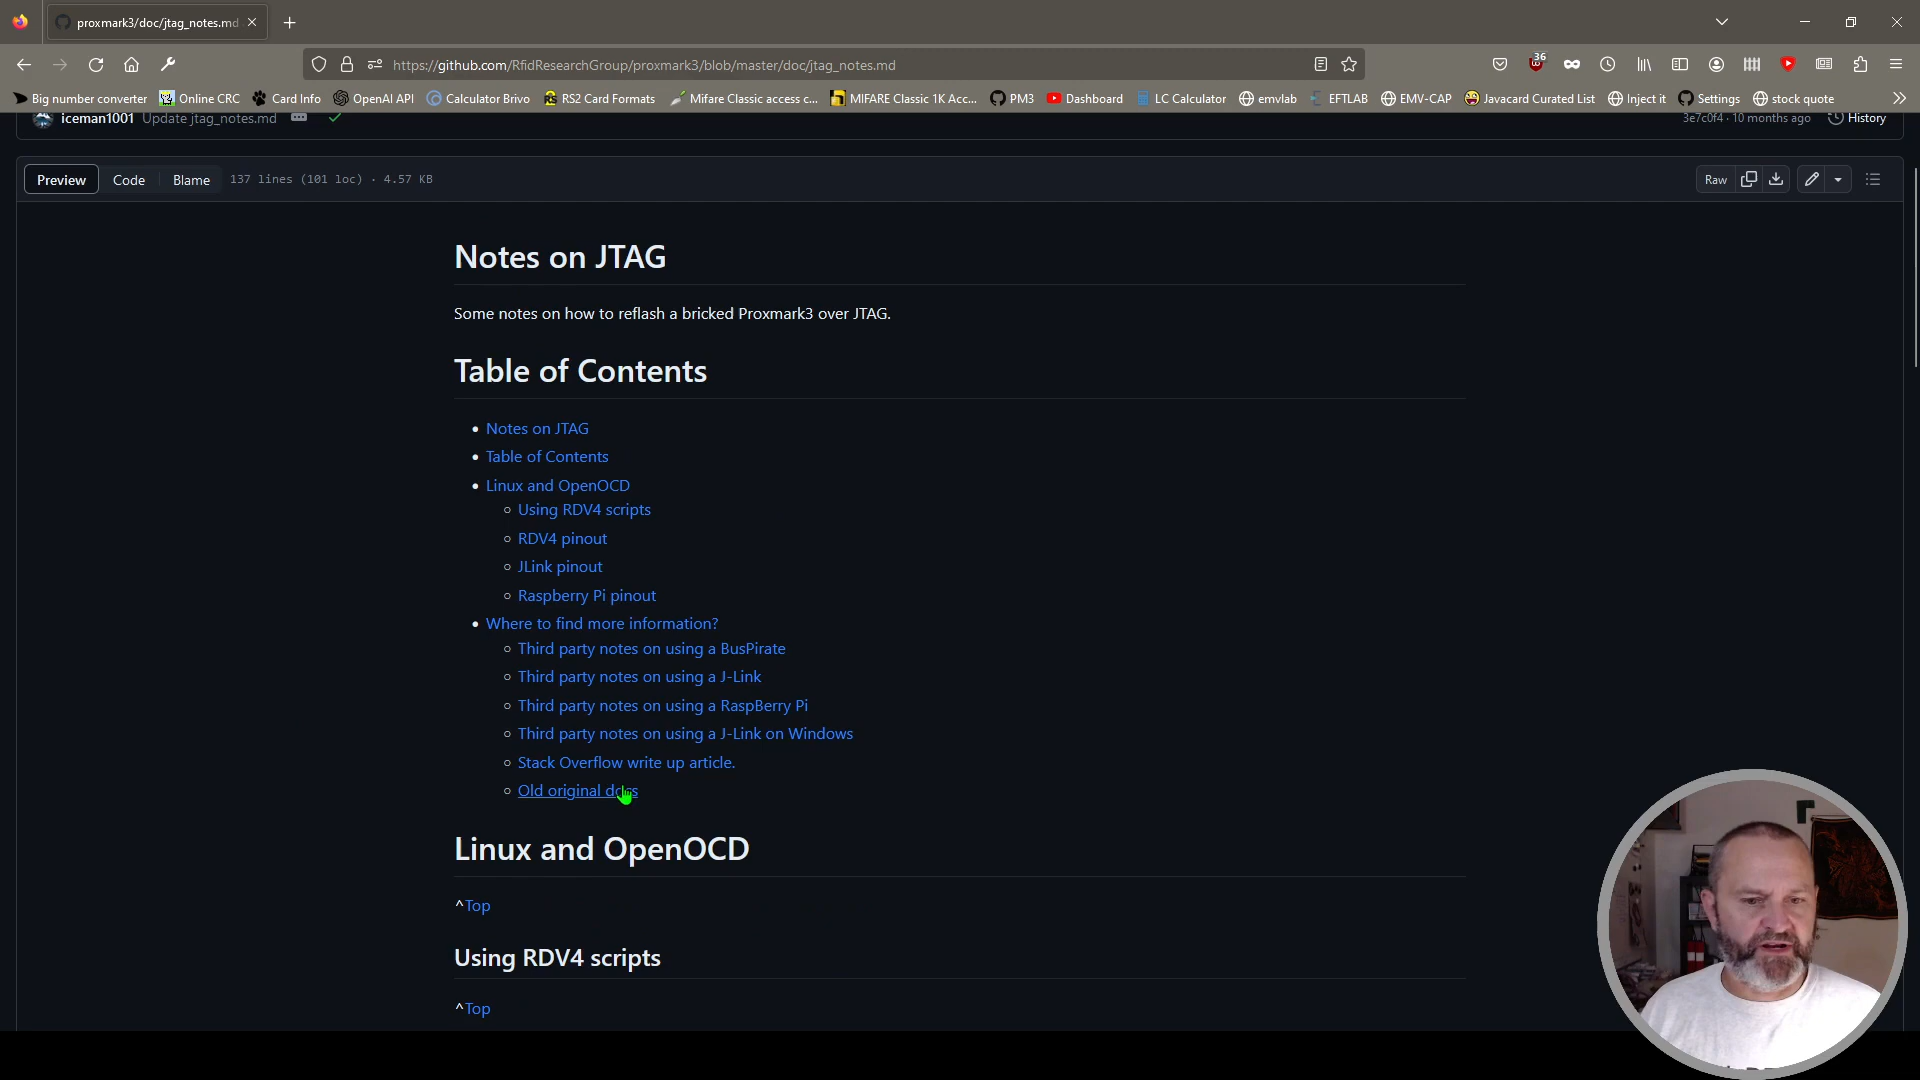 proxmark3/doc/jtag_notes.md
https://github.com/RfidResearchGroup/proxmark3/blob/master/doc/jtag_notes.md
36
Big number converter
Online CRC
Card Info
OpenAI API
Calculator Brivo
RS2 Card Formats
Mifare Classic access c...
MIFARE Classic 1K Acc...
PM3
Dashboard
LC Calculator
emvlab
EFTLAB
EMV-CAP
Javacard Curated List
Inject it
Settings
stock quote
iceman1001 Update jtag_notes.md
3e7c0f4 · 10 months ago
History
Preview
Code
Blame
137 lines (101 loc) · 4.57 KB
Raw
Notes on JTAG
Some notes on how to reflash a bricked Proxmark3 over JTAG.
Table of Contents
• Notes on JTAG
• Table of Contents
• Linux and OpenOCD
○ Using RDV4 scripts
○ RDV4 pinout
○ JLink pinout
○ Raspberry Pi pinout
• Where to find more information?
○ Third party notes on using a BusPirate
○ Third party notes on using a J-Link
○ Third party notes on using a RaspBerry Pi
○ Third party notes on using a J-Link on Windows
○ Stack Overflow write up article.
○ Old original docs
Linux and OpenOCD
^Top
Using RDV4 scripts
^Top